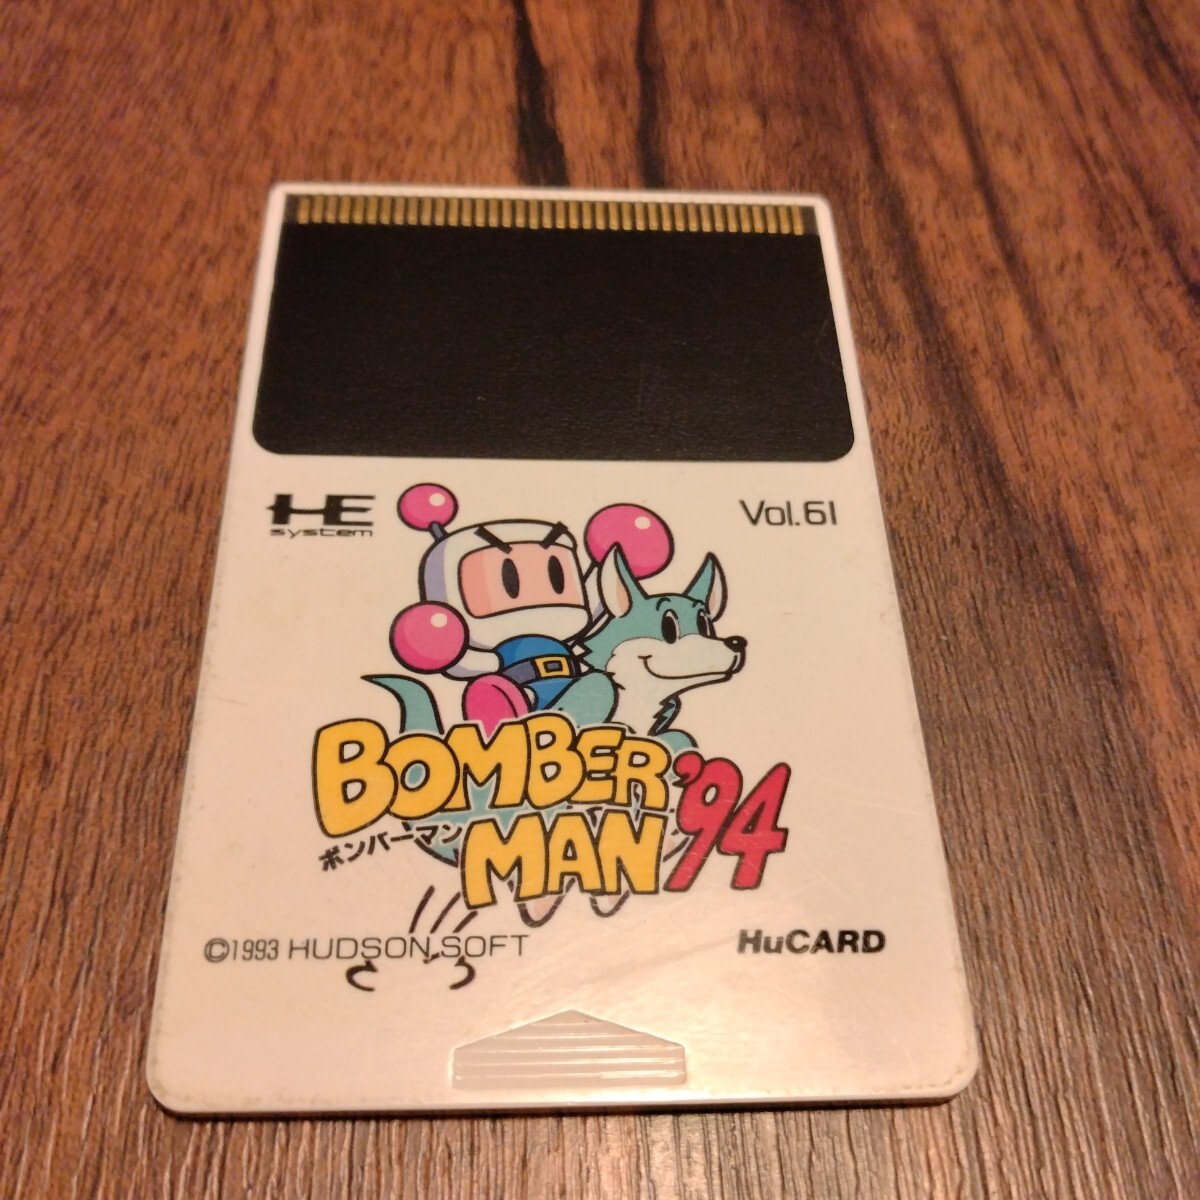 HE
system
Vol.61
BOMBER
MAN '94
ボンバーマン
©1993 HUDSON SOFT
HuCARD